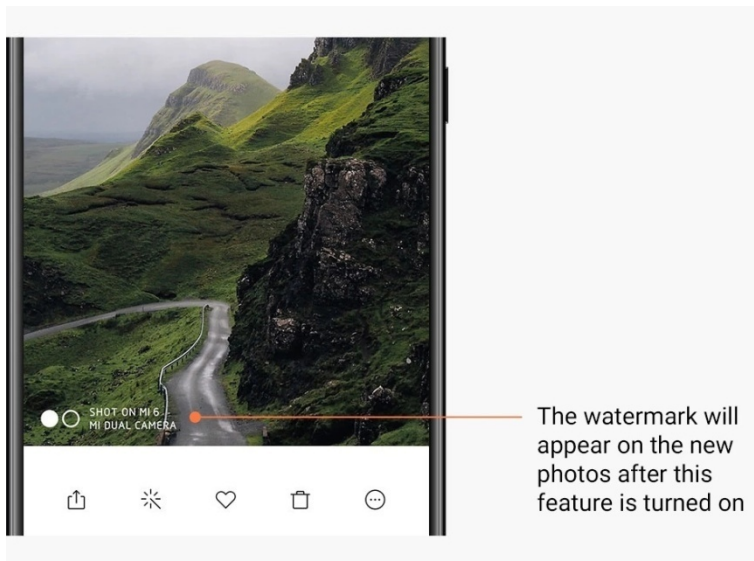 SHOT ON MI 6
MI DUAL CAMERA
The watermark will
appear on the new
photos after this
feature is turned on